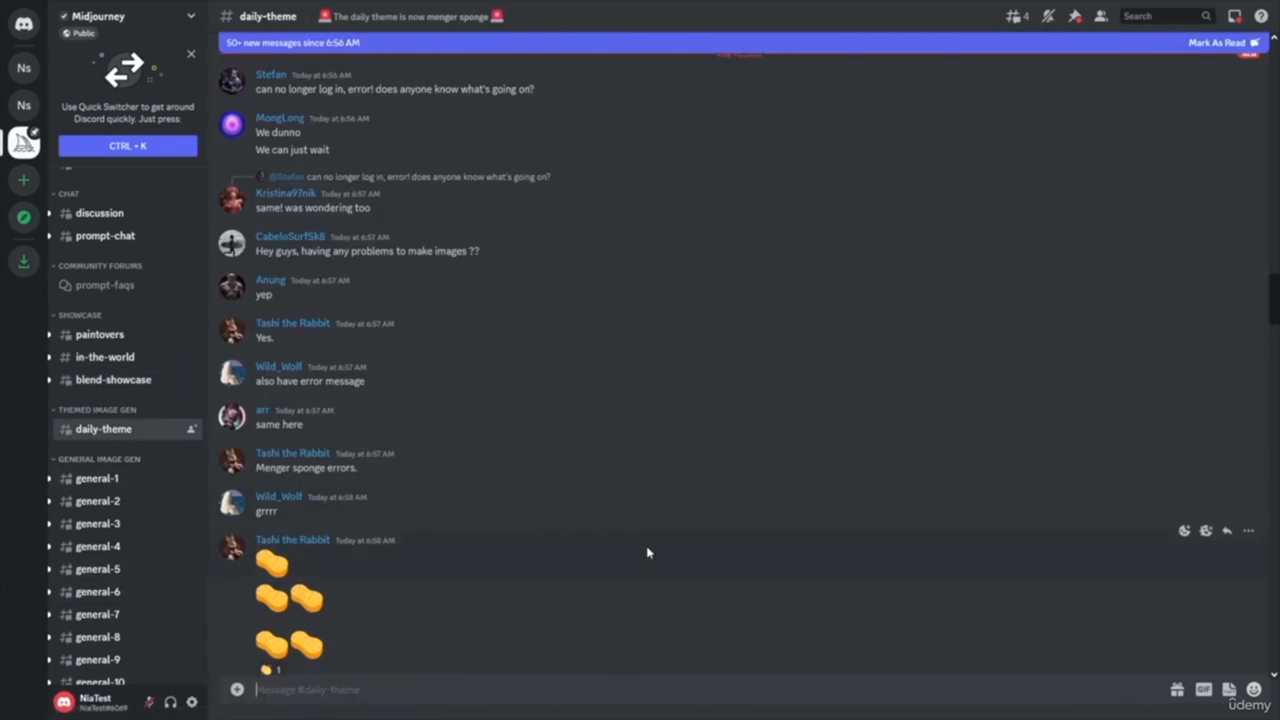 Midjourney
Public
Use Quick Switcher to get around
Discord quickly. Just press:
CTRL + K
CHAT
discussion
prompt-chat
COMMUNITY FORUMS
prompt-faqs
SHOWCASE
paintovers
in-the-world
blend-showcase
THEMED IMAGE GEN
daily-theme
GENERAL IMAGE GEN
general-1
general-2
general-3
general-4
general-5
general-6
general-7
general-8
general-9
general-10
NiaTest
Ns
Ns
daily-theme
The daily theme is now menger sponge
4
Search
50+ new messages since 6:56 AM
Mark As Read
NEW
Stefan Today at 6:56 AM
can no longer log in, error! does anyone know what's going on?
MongLong Today at 6:56 AM
We dunno
We can just wait
@Stefan can no longer log in, error! does anyone know what's going on?
Kristina97nik Today at 6:57 AM
same! was wondering too
CabeloSurfSk8 Today at 6:57 AM
Hey guys, having any problems to make images ??
Anung Today at 6:57 AM
yep
Tashi the Rabbit Today at 6:57 AM
Yes.
Wild_Wolf Today at 6:57 AM
also have error message
arr Today at 6:57 AM
same here
Tashi the Rabbit Today at 6:57 AM
Menger sponge errors.
Wild_Wolf Today at 6:58 AM
grrrr
Tashi the Rabbit Today at 6:58 AM
1
Message #daily-theme
GIF
ûdemy